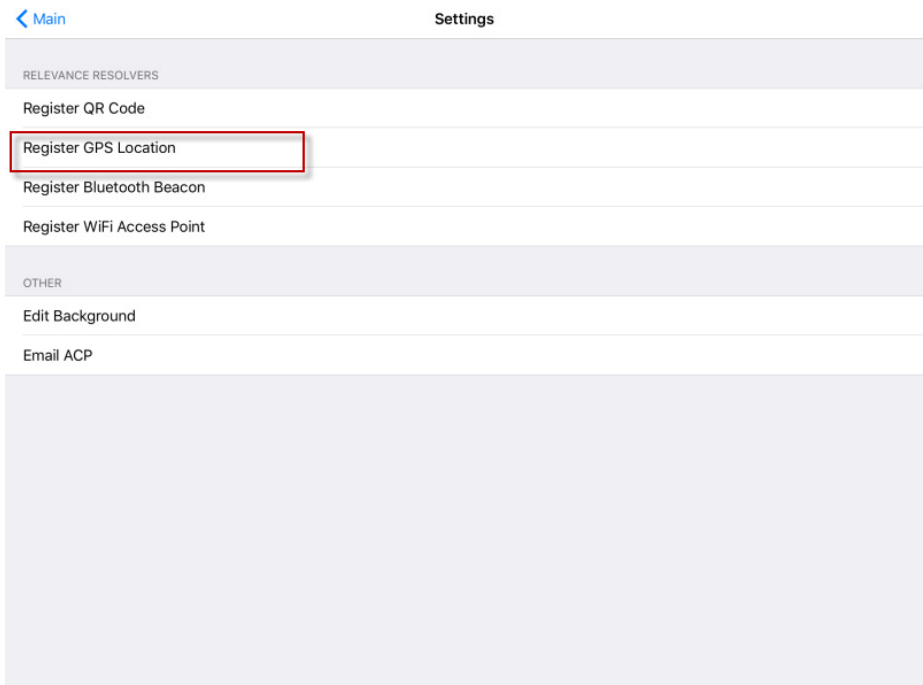 Main
Settings
RELEVANCE RESOLVERS
Register QR Code
Register GPS Location
Register Bluetooth Beacon
Register WiFi Access Point
OTHER
Edit Background
Email ACP